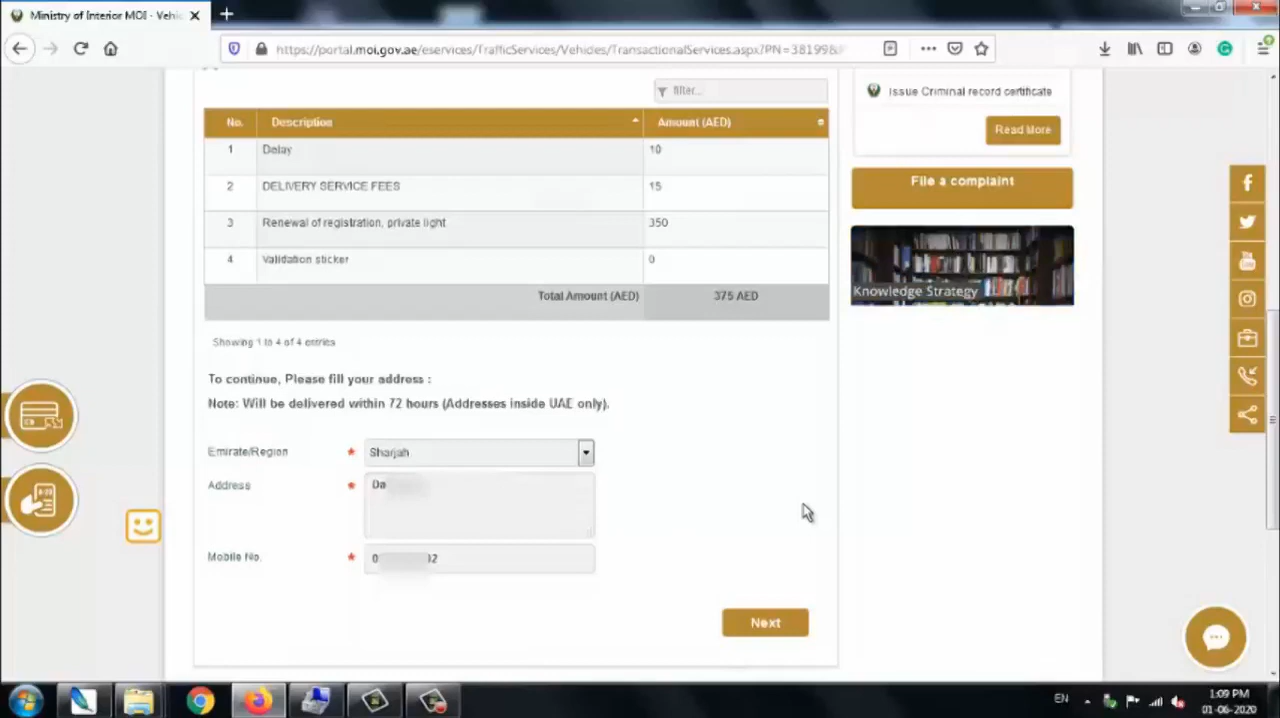 Ministry of Interior MOI - Vehic
https://portal.moi.gov.ae/eservices/TrafficServices/Vehicles/TransactionalServices.aspx?PN=38199&
filter...
No. Description Amount (AED)
1 Delay 10
2 DELIVERY SERVICE FEES 15
3 Renewal of registration, private light 350
4 Validation sticker 0
Total Amount (AED) 375 AED
Showing 1 to 4 of 4 entries
To continue, Please fill your address :
Note: Will be delivered within 72 hours (Addresses inside UAE only).
Emirate/Region * Sharjah
Address * Da
Mobile No. * 0 02
Next
Issue Criminal record certificate
Read More
File a complaint
Knowledge Strategy
EN
1:09 PM
01-06-2020